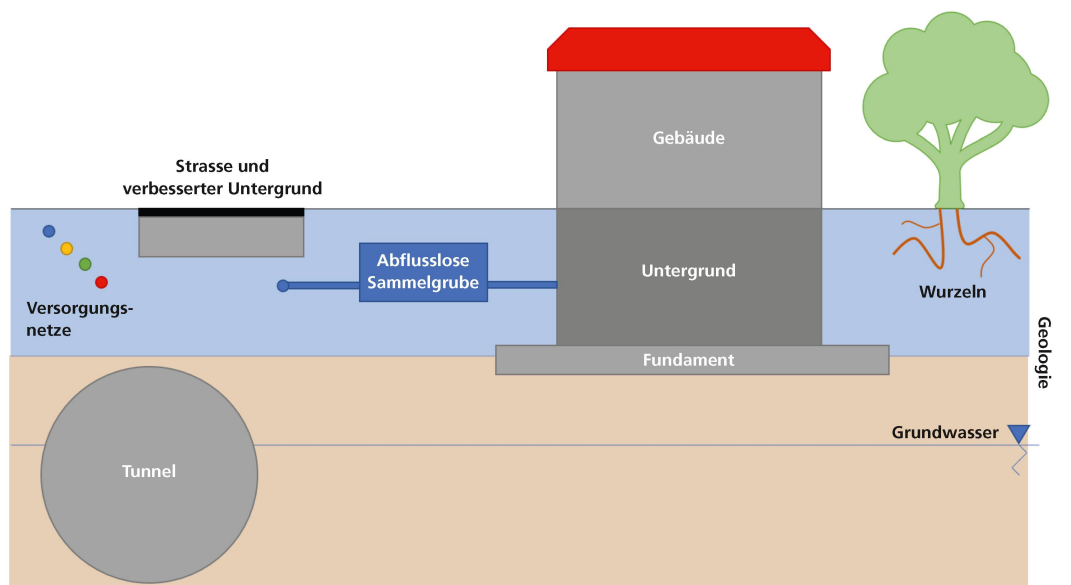 Gebäude
Strasse und
verbesserter Untergrund
Abflusslose
Sammelgrube
Untergrund
Wurzeln
Versorgungs-
netze
Geologie
Fundament
Grundwasser
Tunnel